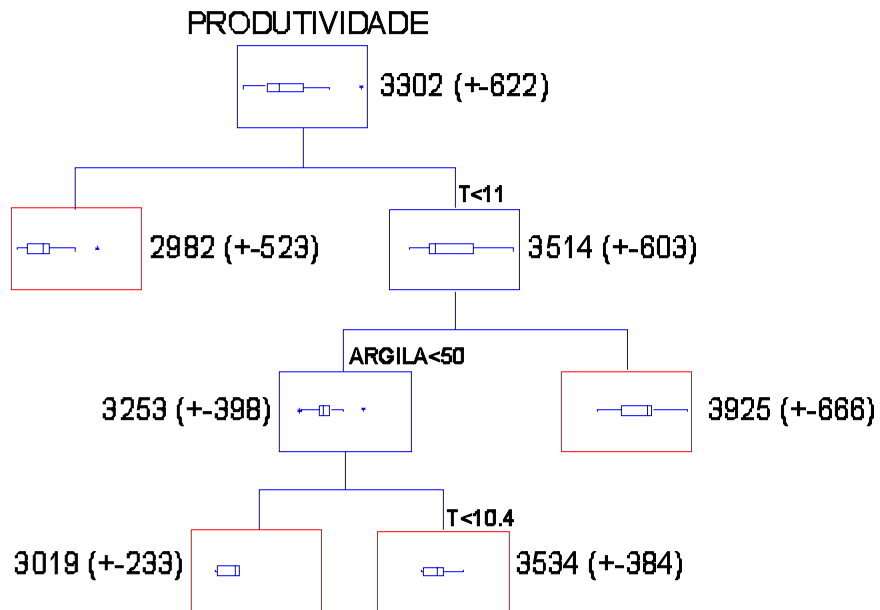 PRODUTIVIDADE
3302 (+-622)
T<11
2982 (+-523)
3514 (+-603)
ARGILA<50
3253 (+-398)
3925 (+-666)
T<10.4
3019 (+-233)
3534 (+-384)